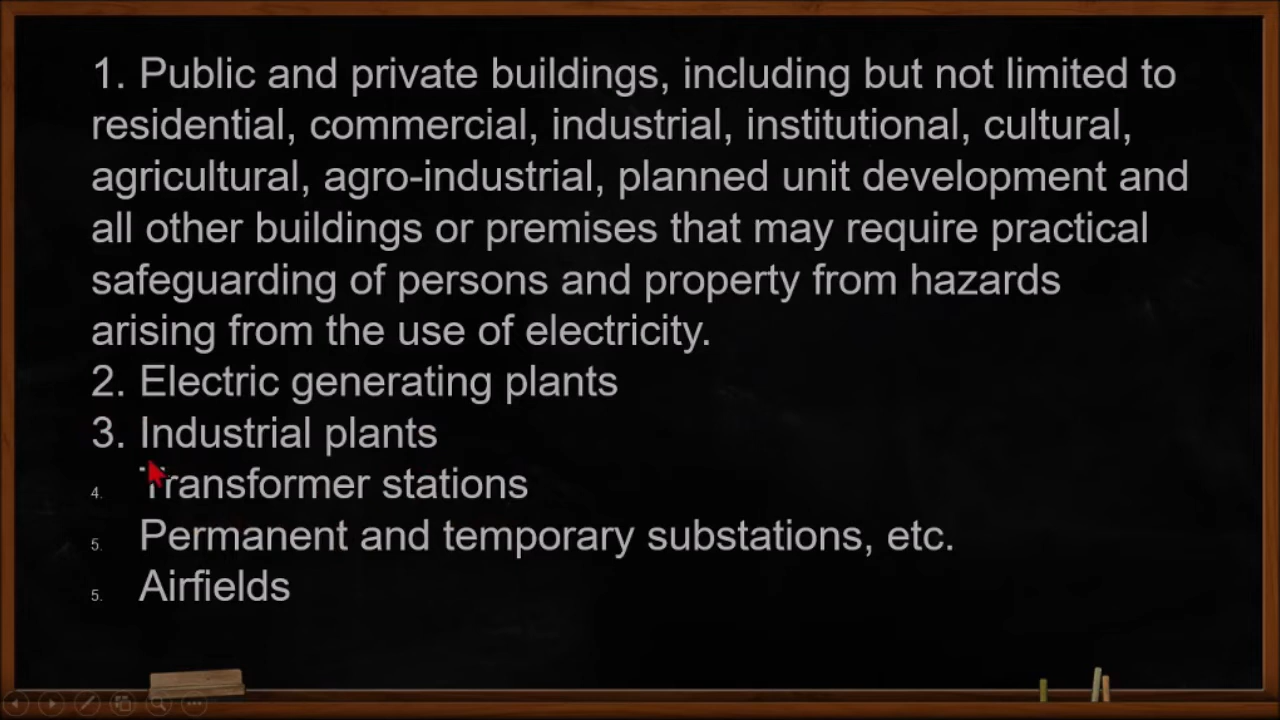 1. Public and private buildings, including but not limited to
residential, commercial, industrial, institutional, cultural,
agricultural, agro-industrial, planned unit development and
all other buildings or premises that may require practical
safeguarding of persons and property from hazards
arising from the use of electricity.
2. Electric generating plants
3. Industrial plants
4. Transformer stations
5. Permanent and temporary substations, etc.
5. Airfields